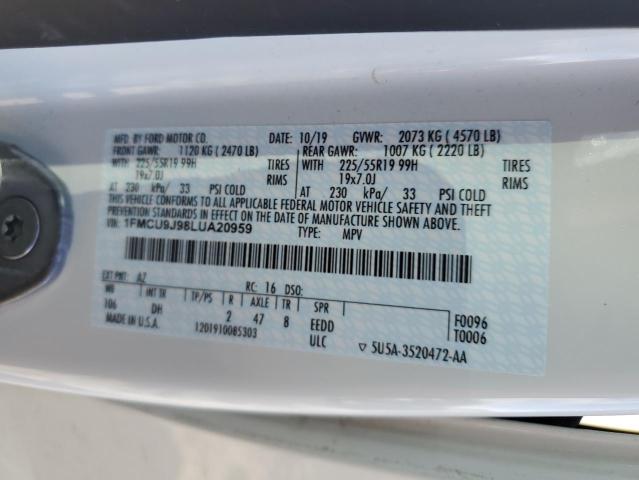 MFD. BY FORD MOTOR CO.
DATE: 10/19 GVWR: 2073 KG ( 4570 LB)
FRONT GAWR: 1120 KG ( 2470 LB)
REAR GAWR: 1007 KG ( 2220 LB)
WITH 225/55R19 99H TIRES
19x7.0J RIMS
WITH 225/55R19 99H TIRES
19x7.0J RIMS
AT 230 kPa/ 33 PSI COLD
AT 230 kPa/ 33 PSI COLD
THIS VEHICLE CONFORMS TO ALL APPLICABLE FEDERAL MOTOR VEHICLE SAFETY AND THEFT
PREVENTION STANDARDS IN EFFECT ON THE DATE OF MANUFACTURE SHOWN ABOVE.
VIN: 1FMCU9J98LUA20959 TYPE: MPV
EXT PNT: AZ RC: 16 DSO:
WB INT TR TP/PS R AXLE TR SPR
106 DH 2 47 8 EEDD F0096
MADE IN U.S.A. 1201910085303 ULC T0006
▽ 5U5A-3520472-AA